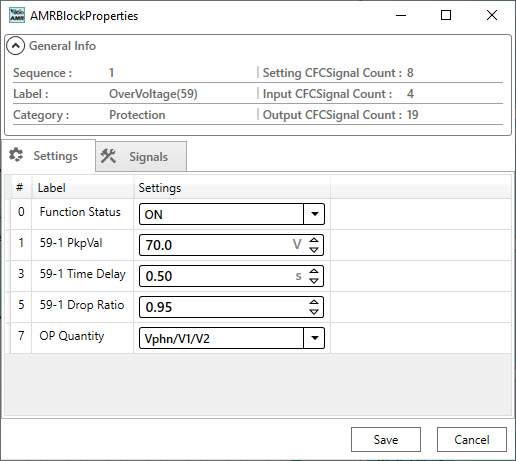 AMRBlockProperties
General Info
Sequence : 1 Setting CFCSignal Count : 8
Label : OverVoltage(59) Input CFCSignal Count : 4
Category : Protection Output CFCSignal Count : 19
Settings Signals
# Label Settings
0 Function Status ON
1 59-1 PkpVal 70.0 V
3 59-1 Time Delay 0.50 s
5 59-1 Drop Ratio 0.95
7 OP Quantity Vphn/V1/V2
Save Cancel